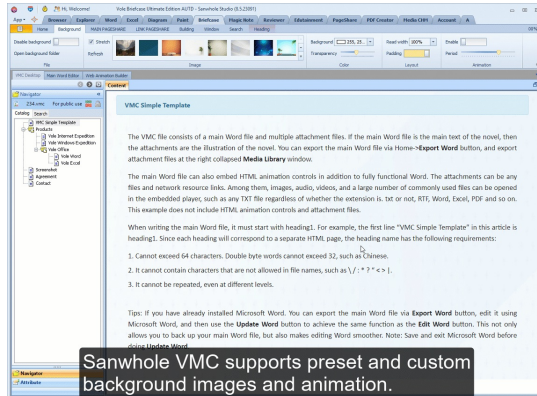 Hi, Welcome!
Vole Briefcase Ultimate Edition AUTO - Sanwhole Studio (8.5.23091)
App
Browser Explorer Word Excel Diagram Paint Briefcase Magic Note Reviewer Edutainment PageShare PDF Creator Media CHM Account A
Home Background MAIN PAGESHARE LINK PAGESHARE Building Window Search Heading
Disable background
Stretch
Background 255, 25..
Read width 100%
Enable
Open background folder
Refresh
Transparency
Padding
Period
File Image Color Layout Animation
VMC Desktop Main Word Editor Web Animation Builder
Navigator
Content
234.vmc For public use
Catalog Search
VMC Simple Template
Products
Vole Internet Expedition
Vole Windows Expedition
Vole Office
Vole Word
Vole Excel
Screenshot
Agreement
Contact
VMC Simple Template
The VMC file consists of a main Word file and multiple attachment files. If the main Word file is the main text of the novel, then
the attachments are the illustration of the novel. You can export the main Word file via Home->Export Word button, and export
attachment files at the right collapsed Media Library window.
The main Word file can also embed HTML animation controls in addition to fully functional Word. The attachments can be any
files and network resource links. Among them, images, audio, videos, and a large number of commonly used files can be opened
in the embedded player, such as any TXT file regardless of whether the extension is. txt or not, RTF, Word, Excel, PDF and so on.
This example does not include HTML animation controls and attachment files.
When writing the main Word file, it must start with heading1. For example, the first line "VMC Simple Template" in this article is
heading1. Since each heading will correspond to a separate HTML page, the heading name has the following requirements:
1. Cannot exceed 64 characters. Double byte words cannot exceed 32, such as Chinese.
2. It cannot contain characters that are not allowed in file names, such as \ / : * ? " < > |.
3. It cannot be repeated, even at different levels.
Tips: If you have already installed Microsoft Word. You can export the main Word file via Export Word button, edit it using
Microsoft Word, and then use the Update Word button to achieve the same function as the Edit Word button. This not only
allows you to back up your main Word file, but also makes editing Word smoother. Note: Save and exit Microsoft Word before
doing Update Word.
Navigator
Attribute
Sanwhole VMC supports preset and custom
background images and animation.